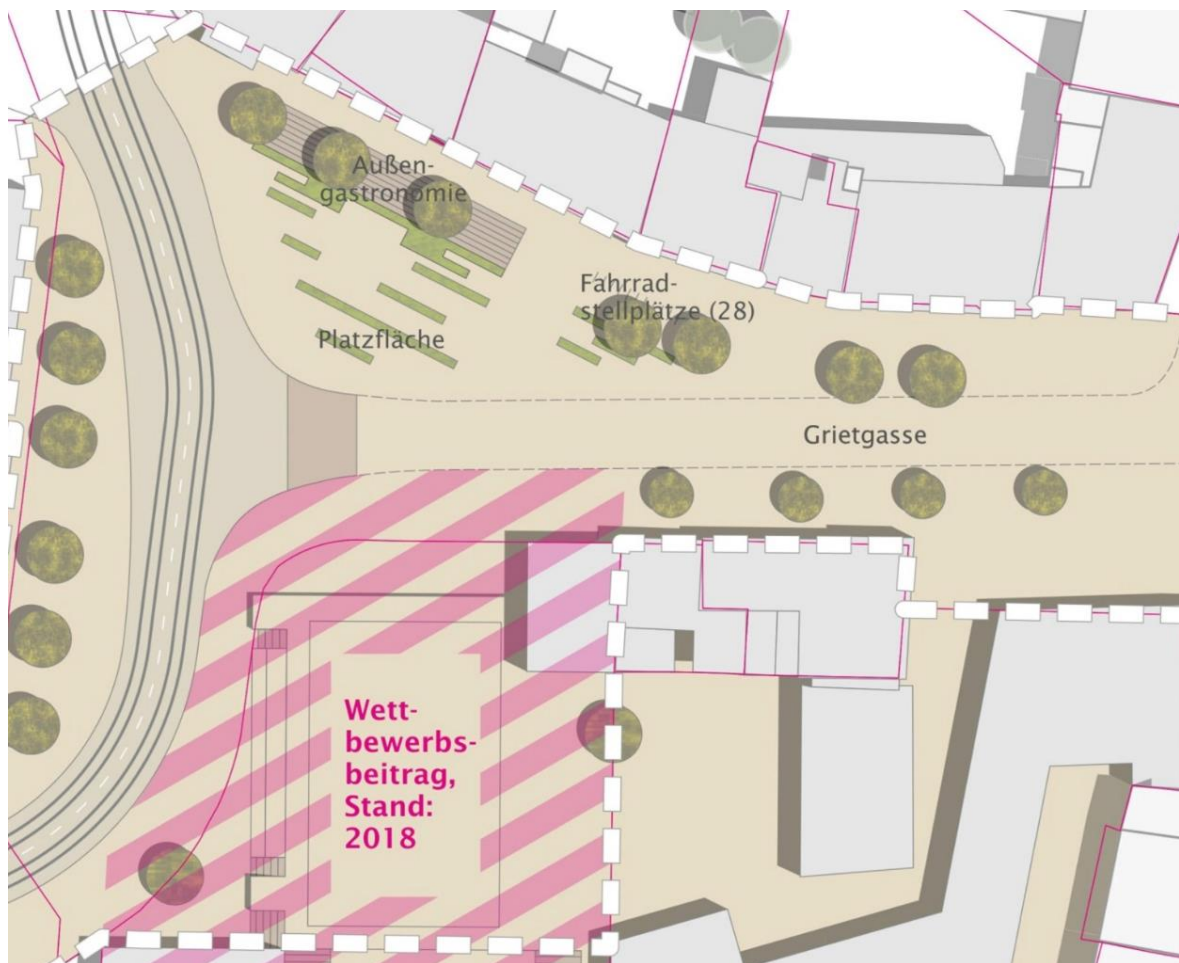 Außen-
gastronomie
Fahrrad-
stellplätze (28)
Platzfläche
Grietgasse
Wett-
bewerbs-
beitrag,
Stand:
2018